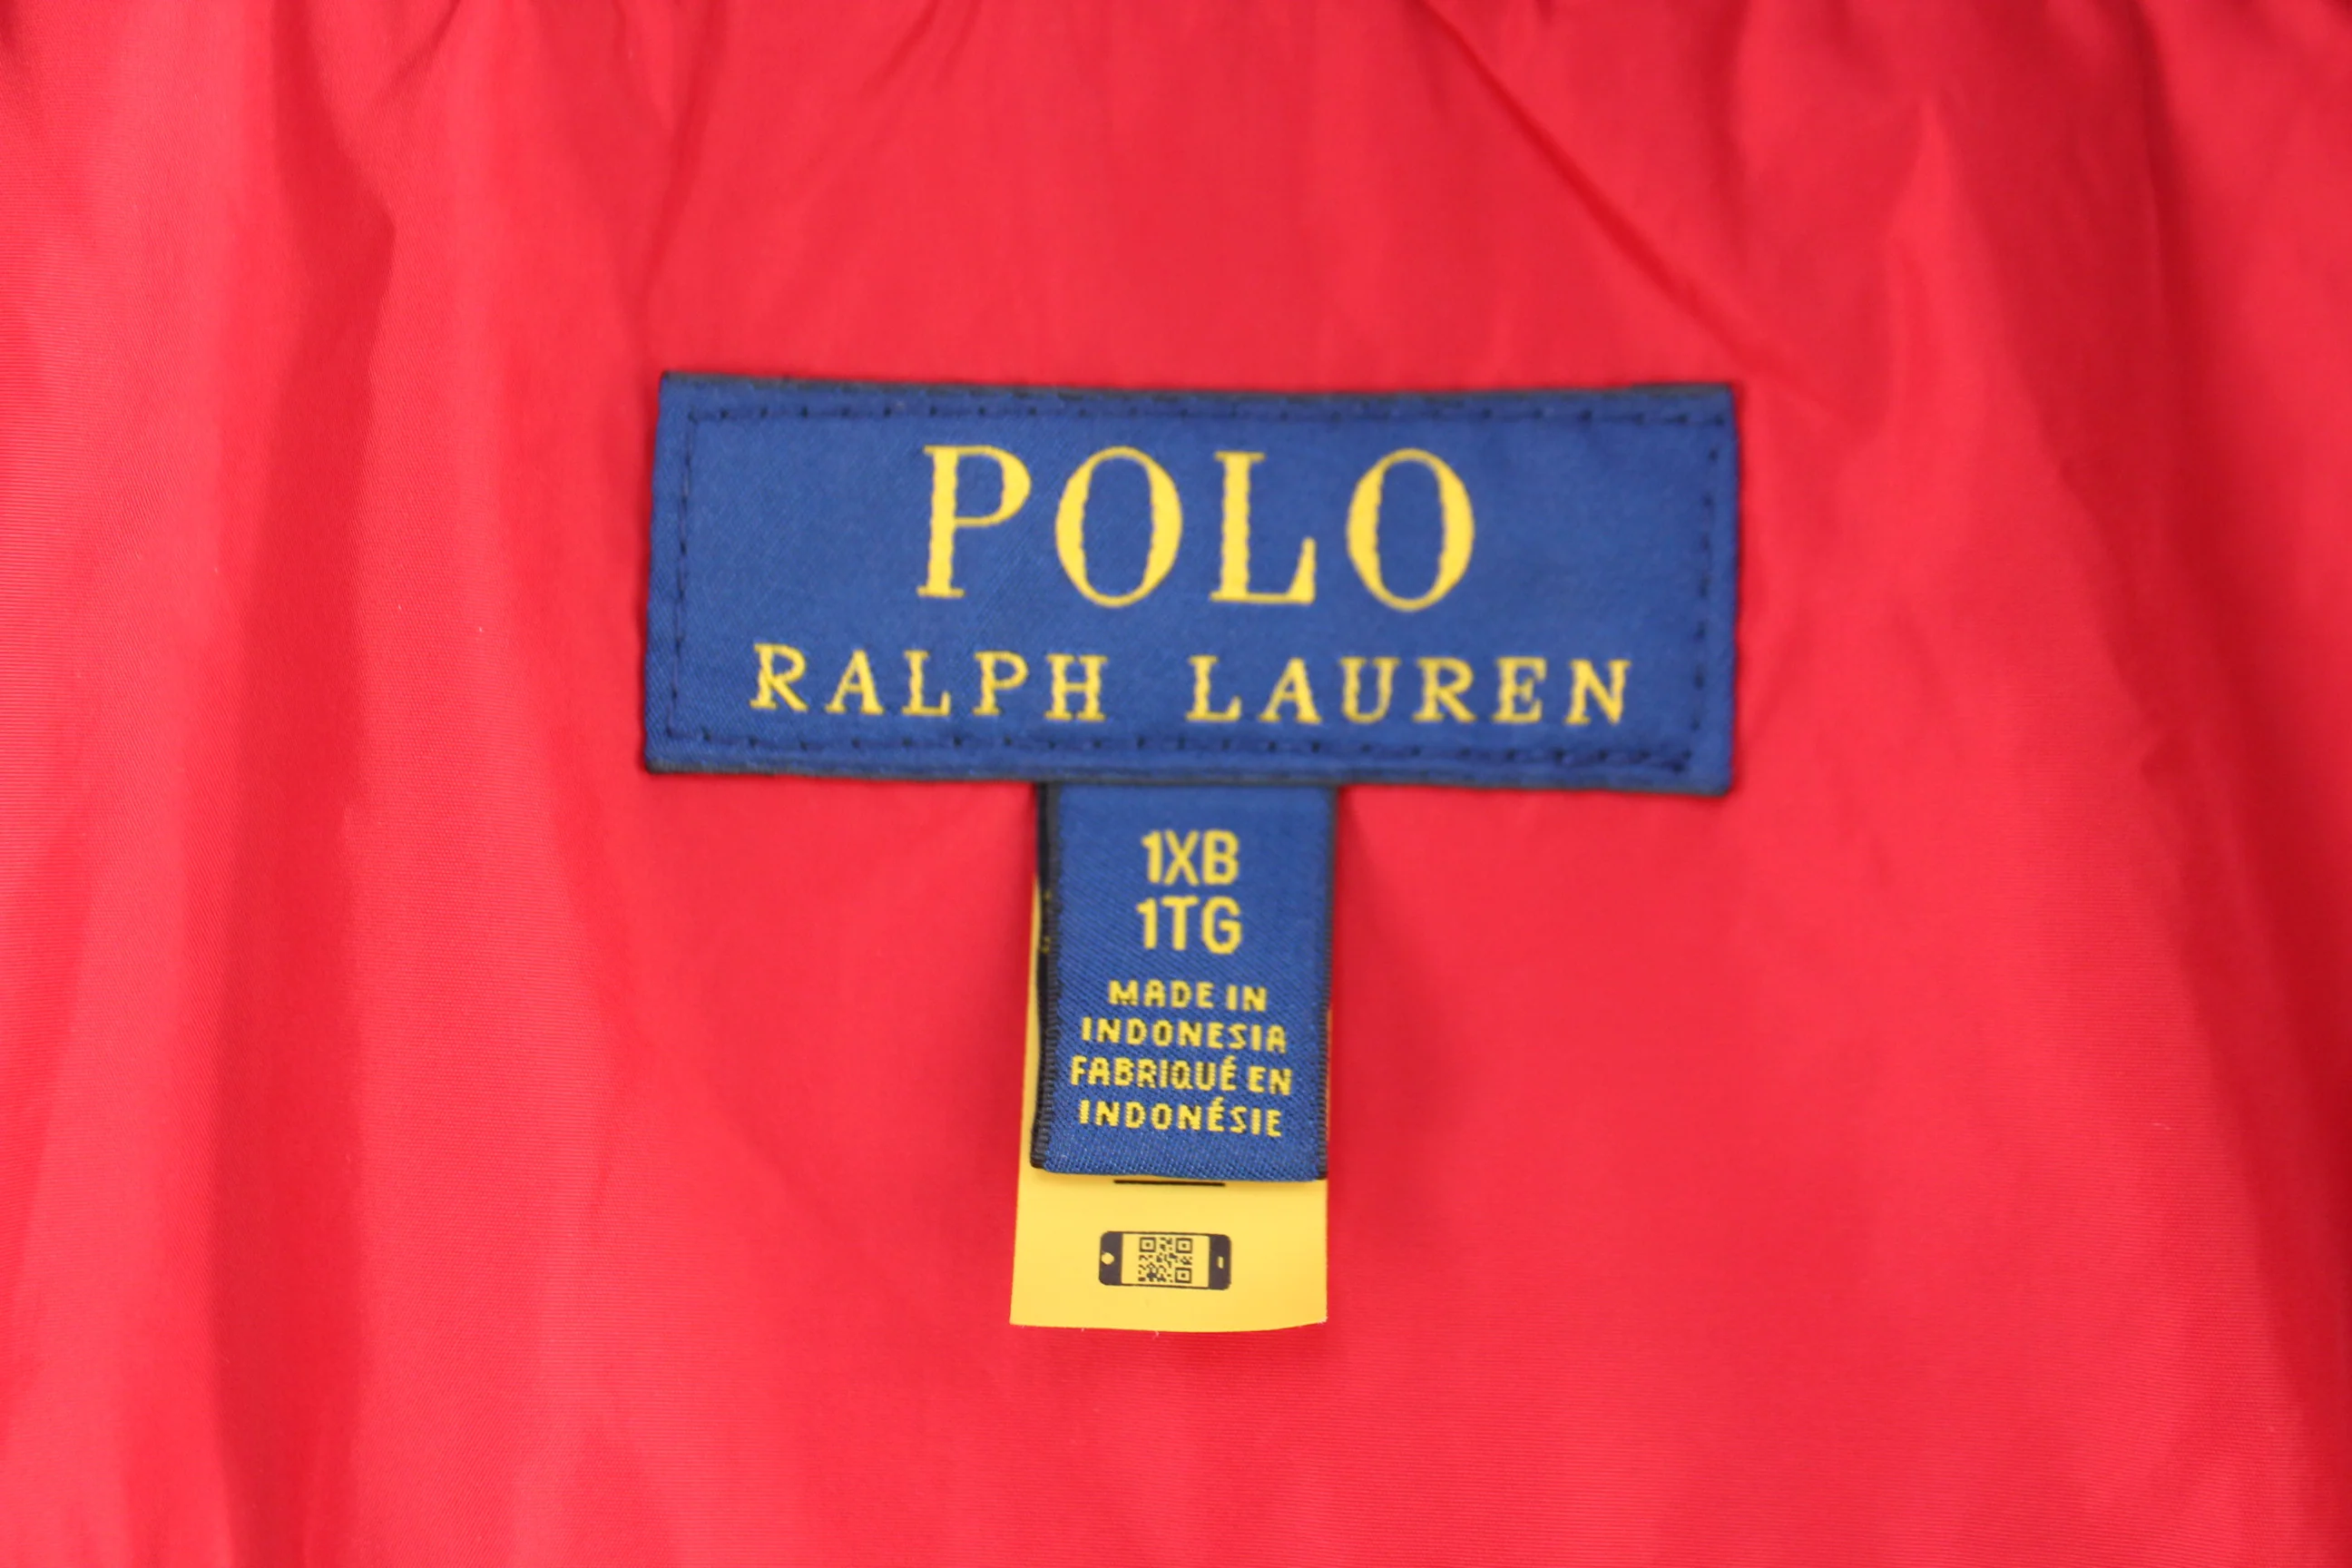 POLO
RALPH LAUREN
1XB
1TG
MADE IN
INDONESIA
FABRIQUÉ EN
INDONÉSIE